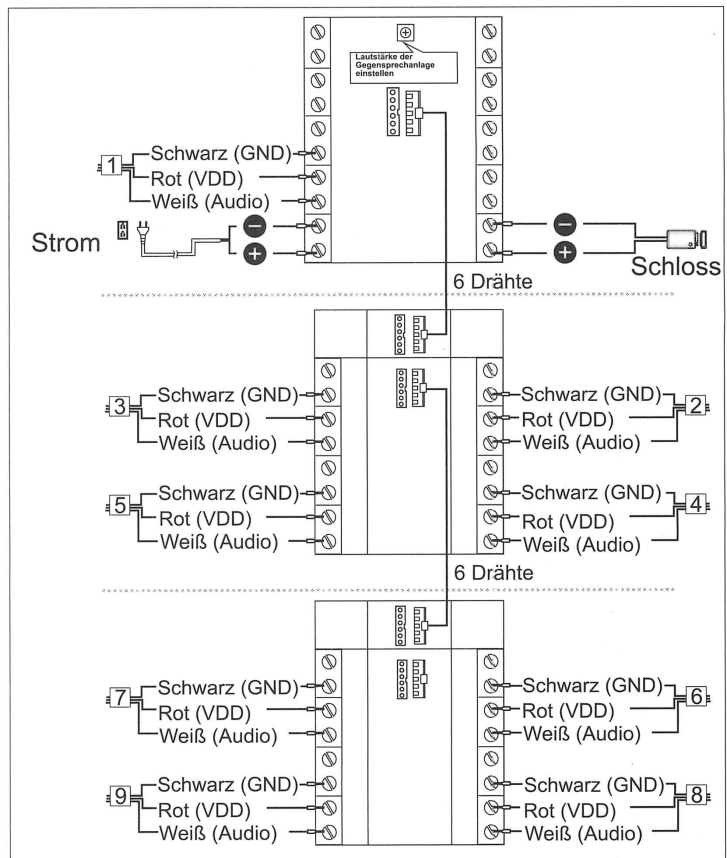 Lautstärke der
Gegensprechanlage
einstellen
1
Schwarz (GND)
Rot (VDD)
Weiß (Audio)
Strom
Schloss
6 Drähte
3
Schwarz (GND)
Rot (VDD)
Weiß (Audio)
Schwarz (GND)
Rot (VDD)
Weiß (Audio)
2
5
Schwarz (GND)
Rot (VDD)
Weiß (Audio)
Schwarz (GND)
Rot (VDD)
Weiß (Audio)
4
6 Drähte
7
Schwarz (GND)
Rot (VDD)
Weiß (Audio)
Schwarz (GND)
Rot (VDD)
Weiß (Audio)
6
9
Schwarz (GND)
Rot (VDD)
Weiß (Audio)
Schwarz (GND)
Rot (VDD)
Weiß (Audio)
8